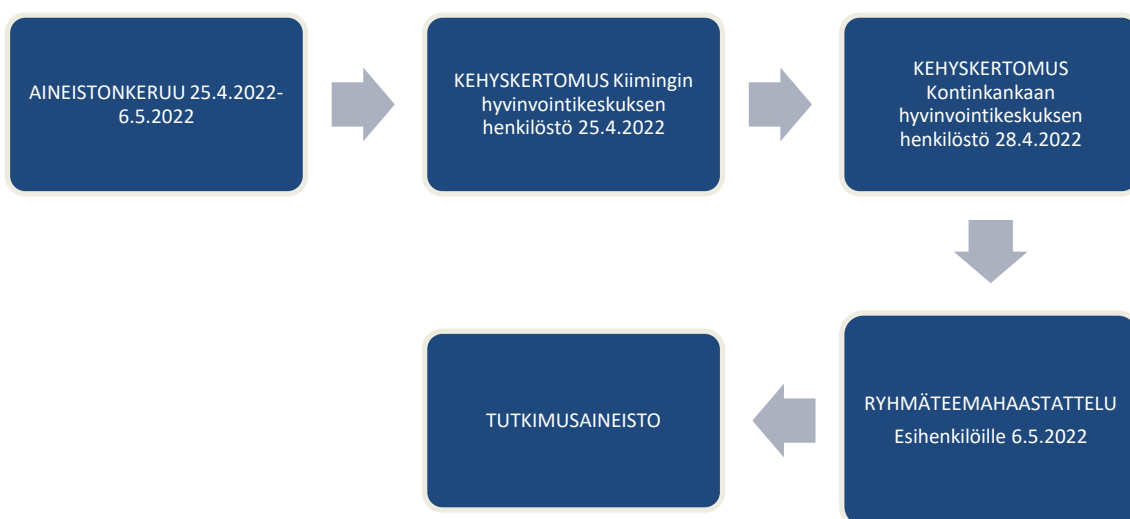 AINEISTONKERUU 25.4.2022-
6.5.2022
KEHYSKERTOMUS Kiimingin
hyvinvointikeskuksen
henkilöstö 25.4.2022
KEHYSKERTOMUS
Kontinkankaan
hyvinvointikeskuksen
henkilöstö 28.4.2022
RYHMÄTEEMAHAASTATTELU
Esihenkilöille 6.5.2022
TUTKIMUSAINEISTO